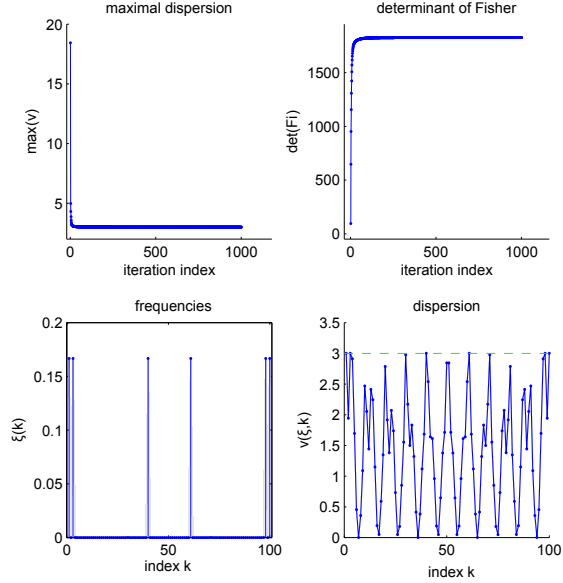 maximal dispersion
20
15
10
5
max(v)
0
500
1000
iteration index
determinant of Fisher
1500
1000
500
0
det(Fi)
0
500
1000
iteration index
frequencies
0.2
0.15
0.1
0.05
0
ξ(k)
0
50
100
index k
dispersion
3.5
3
2.5
2
1.5
1
0.5
0
v(ξ,k)
0
50
100
index k